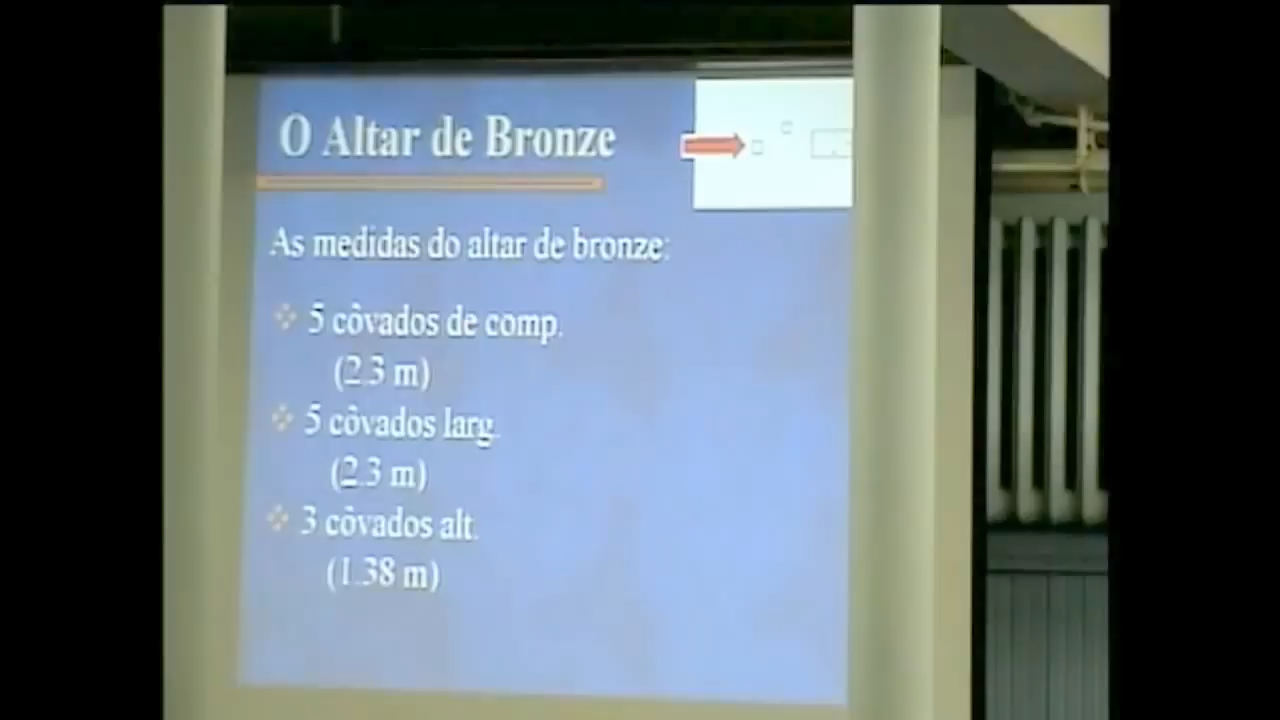 O Altar de Bronze
As medidas do altar de bronze:
5 côvados de comp.
(2.3 m)
5 côvados larg.
(2.3 m)
3 côvados alt.
(1.38 m)